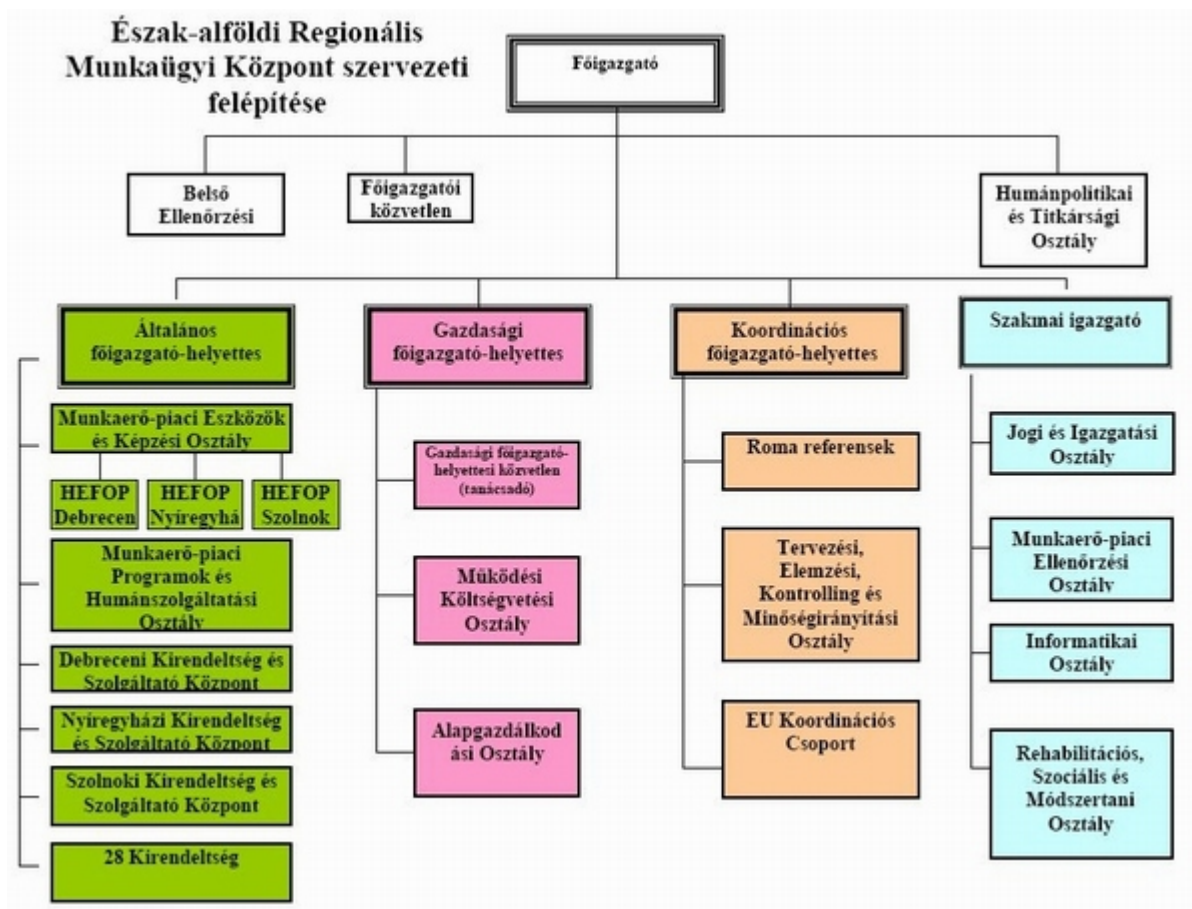 Észak-alföldi Regionális
Munkaügyi Központ szervezeti
felépítése
Főigazgató
Belső
Ellenőrzési
Főigazgatói
közvetlen
Humánpolitikai
és Titkársági
Osztály
Általános
főigazgató-helyettes
Gazdasági
főigazgató-helyettes
Koordinációs
főigazgató-helyettes
Szakmai igazgató
Munkaerő-piaci Eszközök
és Képzési Osztály
HEFOP
Debrecen
HEFOP
Nyíregyhá
HEFOP
Szolnok
Munkaerő-piaci
Programok és
Humánszolgáltatási
Osztály
Debreceni Kirendeltség és
Szolgáltató Központ
Nyíregyházi Kirendeltség
és Szolgáltató Központ
Szolnoki Kirendeltség és
Szolgáltató Központ
28 Kirendeltség
Gazdasági főigazgató-
helyettesi közvetlen
(tanácsadó)
Működési
Költségvetési
Osztály
Alapgazdálkod
ási Osztály
Roma referensek
Tervezési,
Elemzési,
Kontrolling és
Minőségirányítási
Osztály
EU Koordinációs
Csoport
Jogi és Igazgatási
Osztály
Munkaerő-piaci
Ellenőrzési
Osztály
Informatikai
Osztály
Rehabilitációs,
Szociális és
Módszertani
Osztály